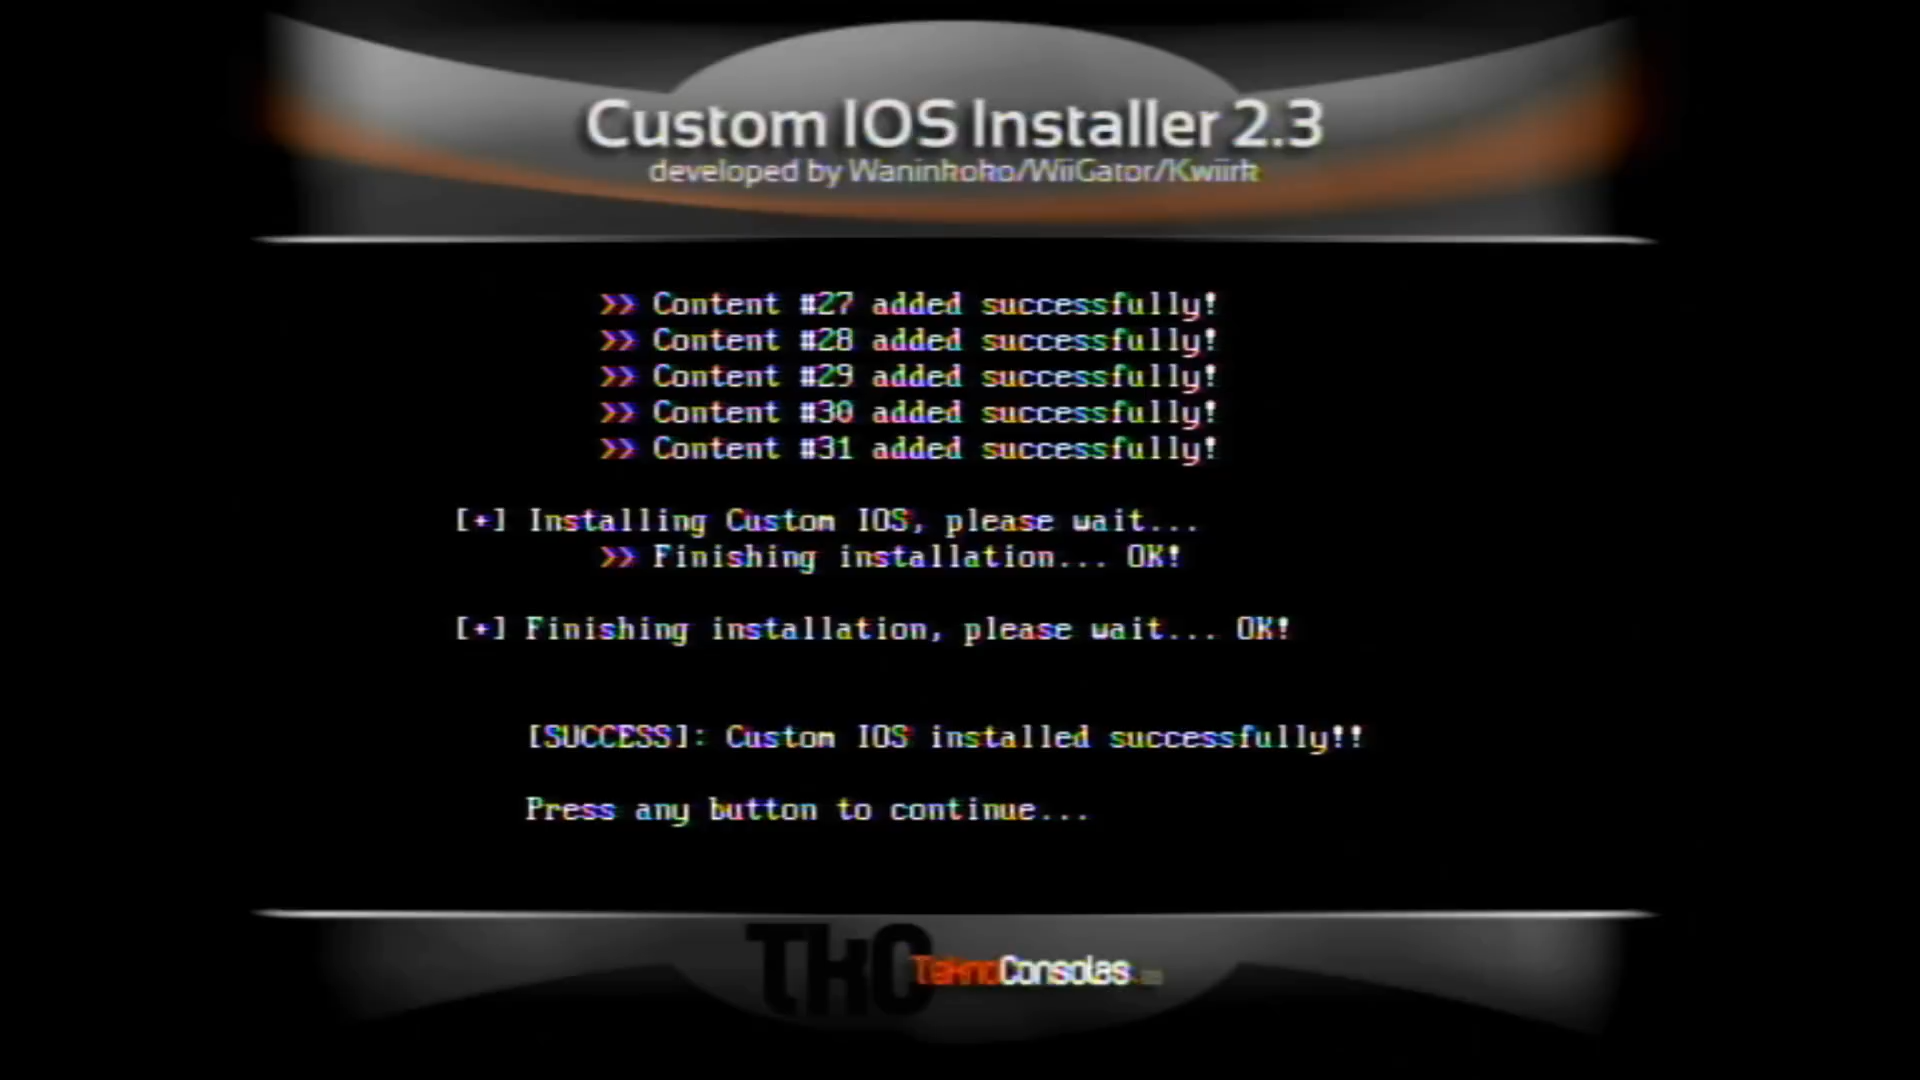 Custom IOS Installer 2.3
developed by Waninkoko/WiiGator/Kwiirk
>> Content #27 added successfully!
>> Content #28 added successfully!
>> Content #29 added successfully!
>> Content #30 added successfully!
>> Content #31 added successfully!
[+] Installing Custom IOS, please wait...
>> Finishing installation... OK!
[+] Finishing installation, please wait... OK!
[SUCCESS]: Custom IOS installed successfully!!
Press any button to continue...
TKC TeknoConsolas